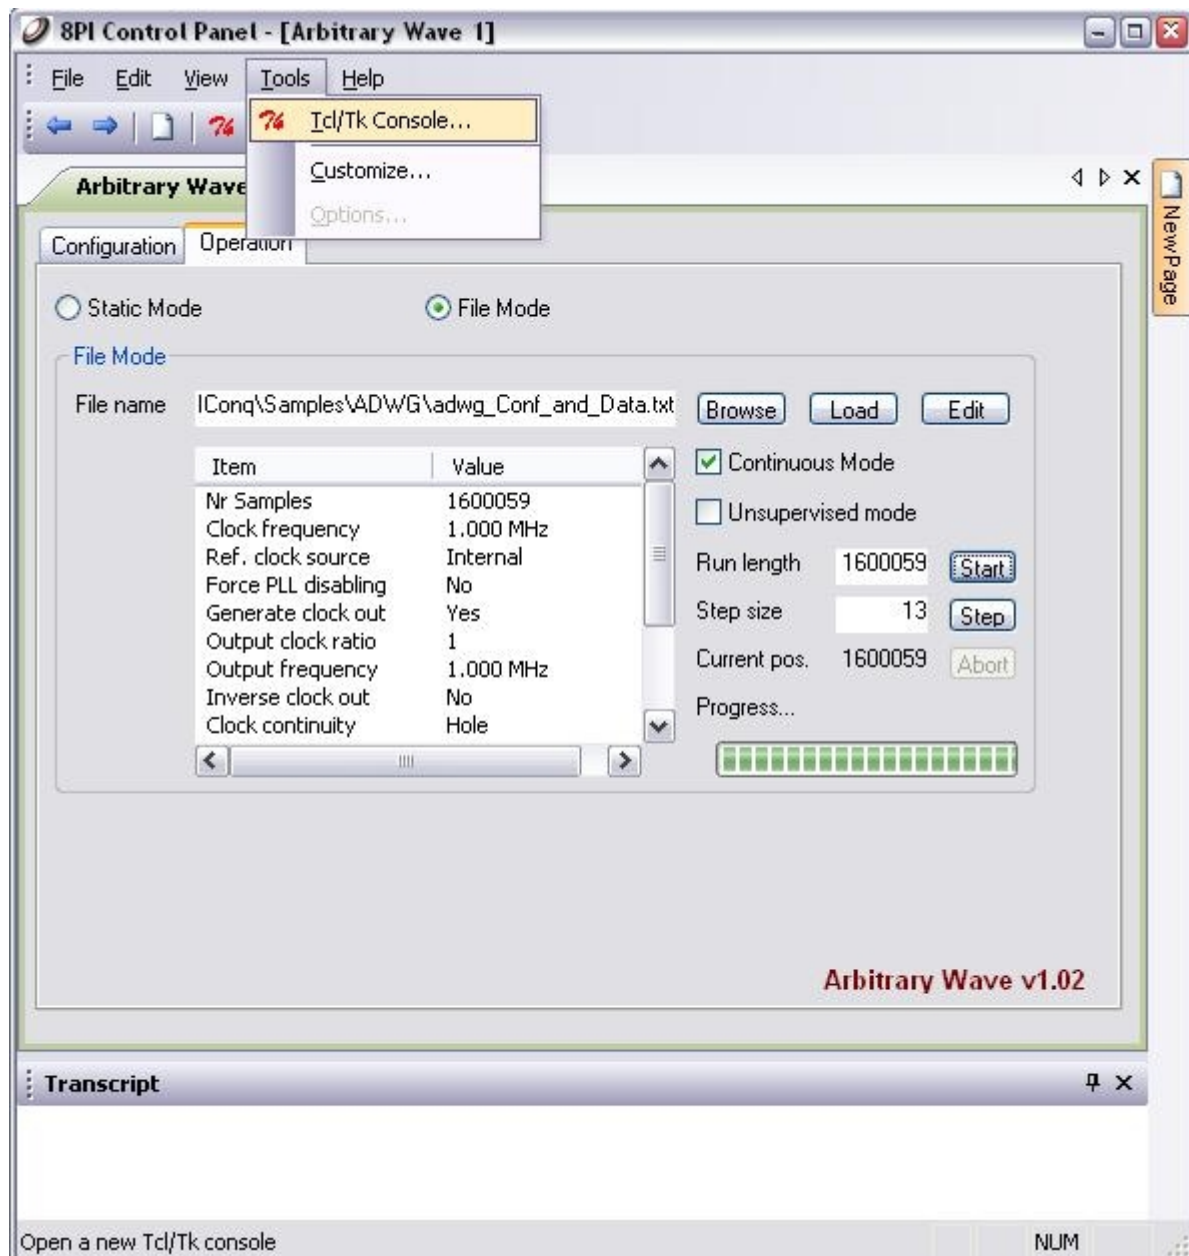 8PI Control Panel - [Arbitrary Wave 1]
File Edit View Tools Help
Tcl/Tk Console...
Customize...
Options...
Arbitrary Wave
NewPage
Configuration Operation
Static Mode File Mode
File Mode
File name IConq\Samples\ADWG\adwg_Conf_and_Data.txt Browse Load Edit
Item Value
Nr Samples 1600059
Clock frequency 1.000 MHz
Ref. clock source Internal
Force PLL disabling No
Generate clock out Yes
Output clock ratio 1
Output frequency 1.000 MHz
Inverse clock out No
Clock continuity Hole
Continuous Mode
Unsupervised mode
Run length 1600059 Start
Step size 13 Step
Current pos. 1600059 Abort
Progress...
Arbitrary Wave v1.02
Transcript
Open a new Tcl/Tk console NUM